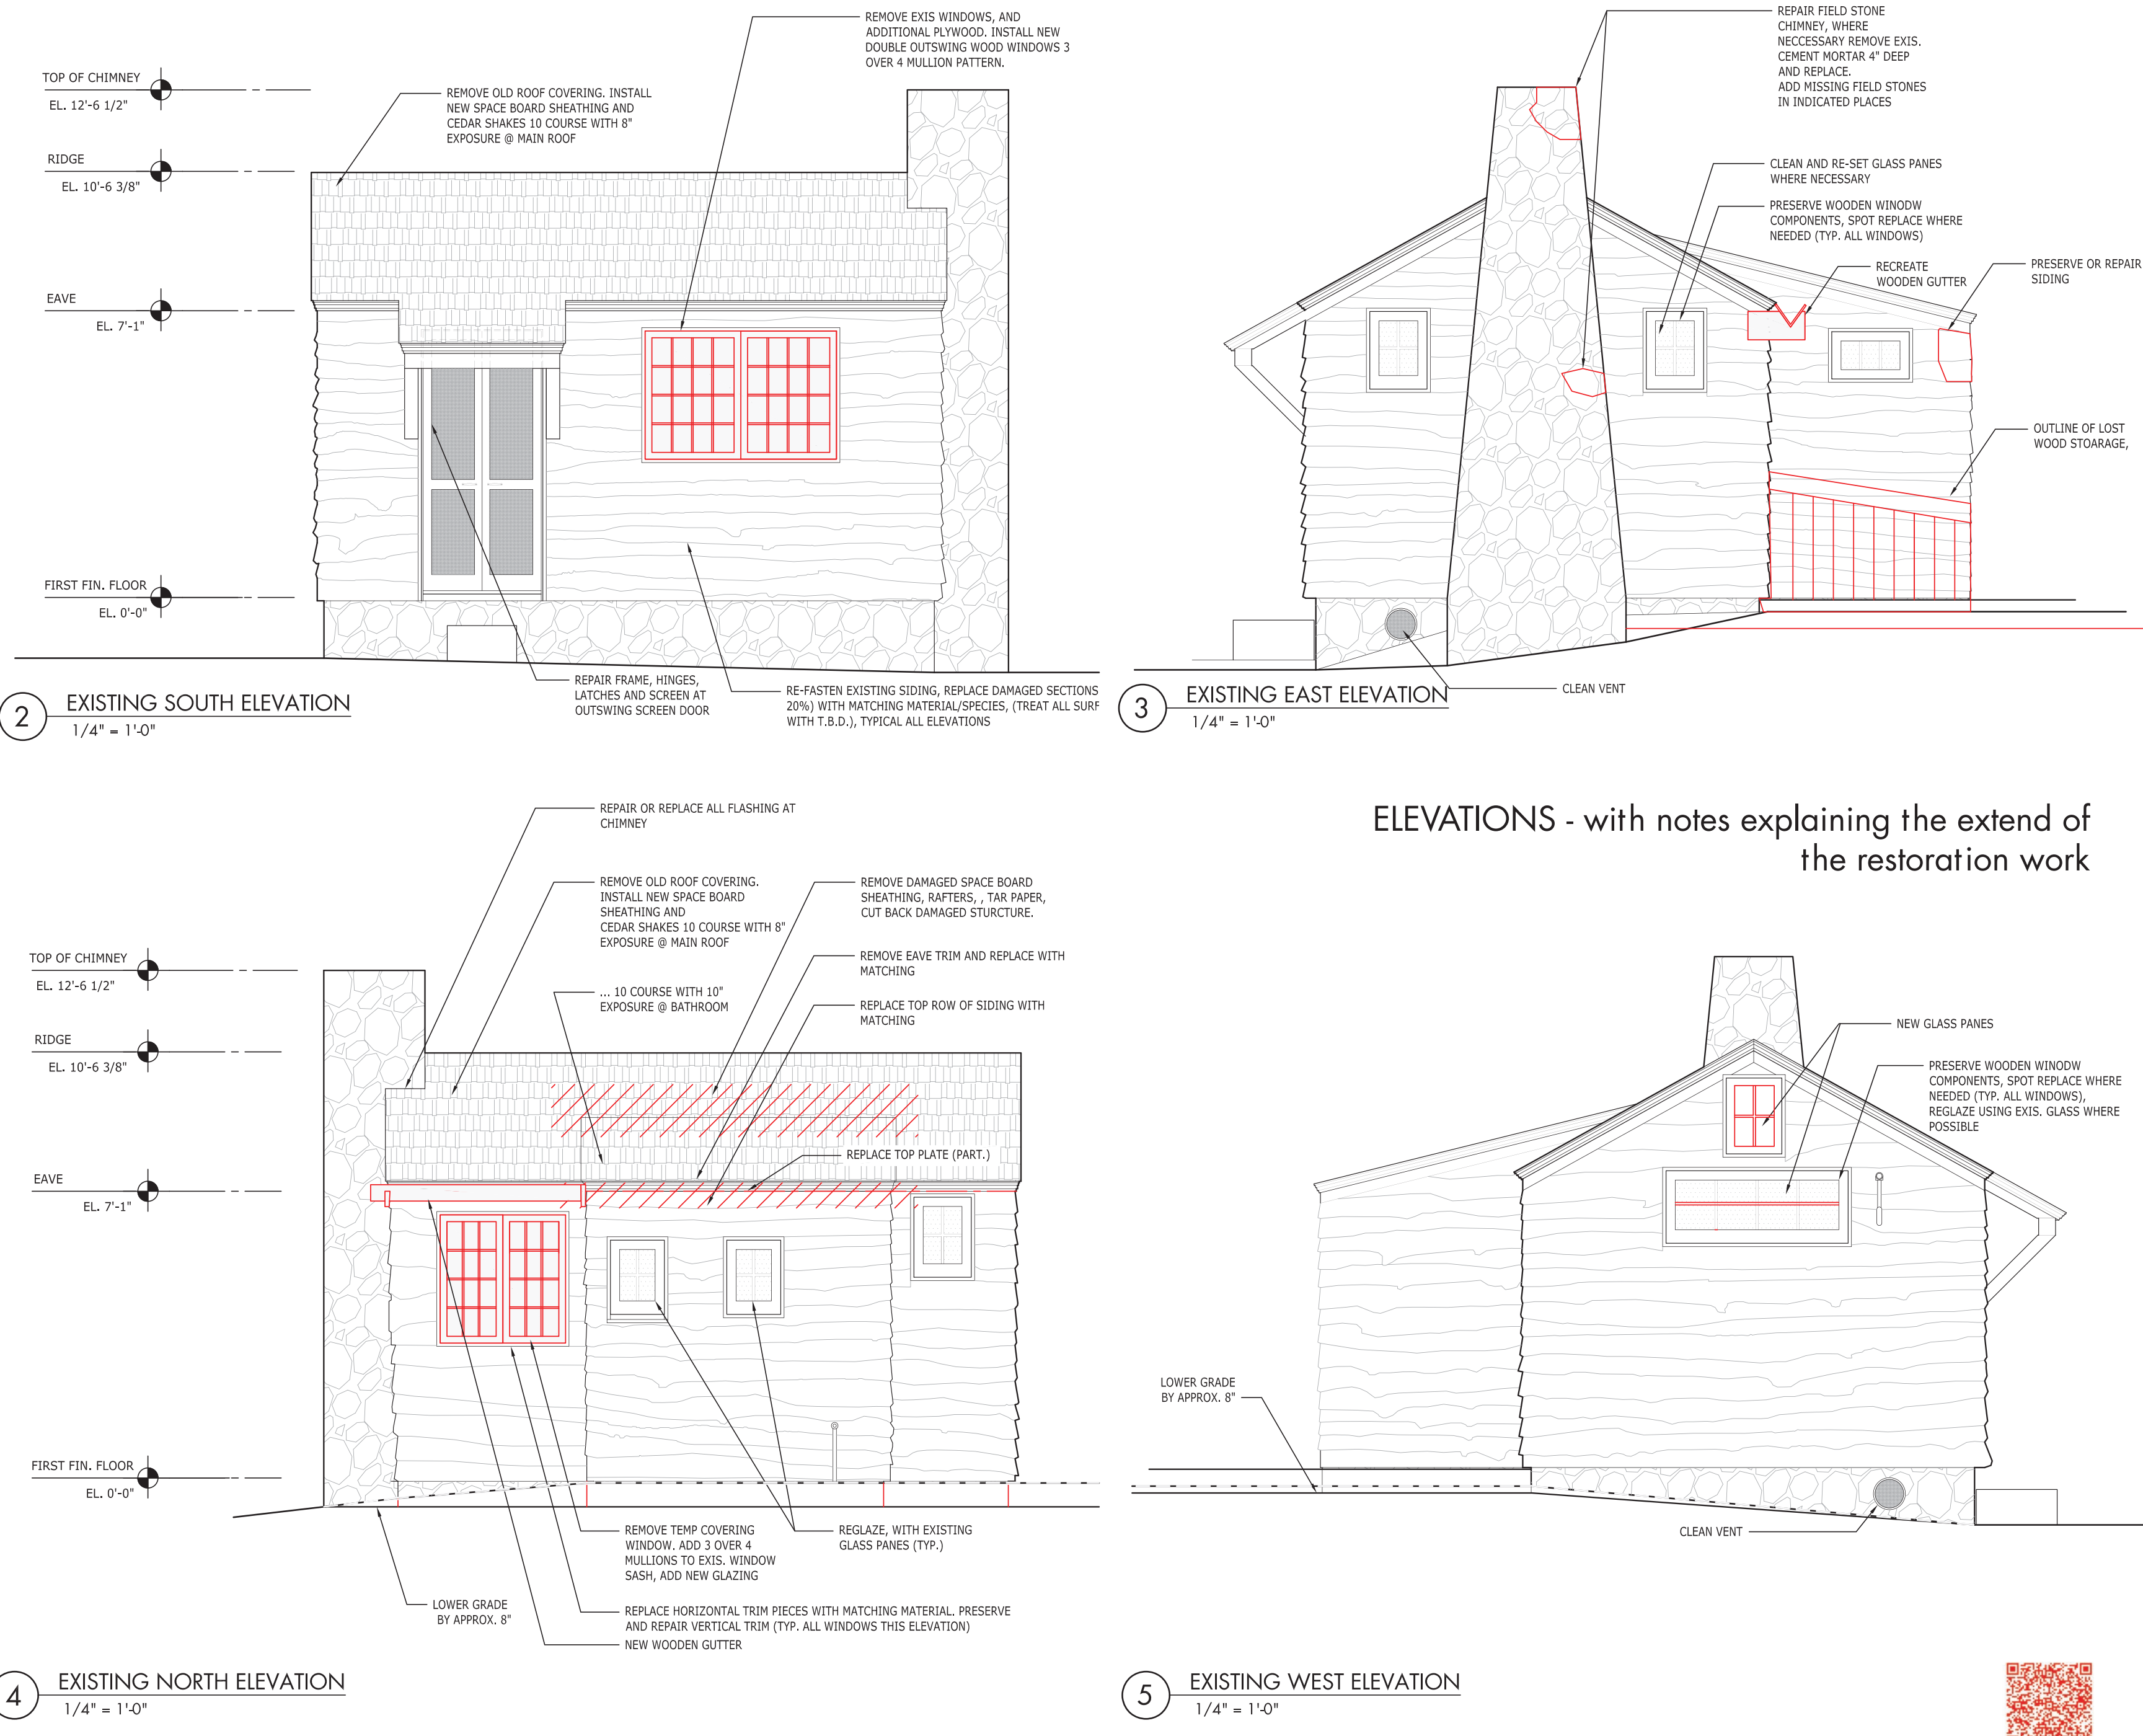 REMOVE EXIS WINDOWS, AND
ADDITIONAL PLYWOOD. INSTALL NEW
DOUBLE OUTSWING WOOD WINDOWS 3
OVER 4 MULLION PATTERN.
TOP OF CHIMNEY
EL. 12'-6 1/2"
REMOVE OLD ROOF COVERING. INSTALL
NEW SPACE BOARD SHEATHING AND
CEDAR SHAKES 10 COURSE WITH 8"
EXPOSURE @ MAIN ROOF
RIDGE
EL. 10'-6 3/8"
EAVE
EL. 7'-1"
FIRST FIN. FLOOR
EL. 0'-0"
REPAIR FRAME, HINGES,
LATCHES AND SCREEN AT
OUTSWING SCREEN DOOR
RE-FASTEN EXISTING SIDING, REPLACE DAMAGED SECTIONS
20%) WITH MATCHING MATERIAL/SPECIES, (TREAT ALL SURF
WITH T.B.D.), TYPICAL ALL ELEVATIONS
2
EXISTING SOUTH ELEVATION
1/4" = 1'-0"
REPAIR FIELD STONE
CHIMNEY, WHERE
NECCESSARY REMOVE EXIS.
CEMENT MORTAR 4" DEEP
AND REPLACE.
ADD MISSING FIELD STONES
IN INDICATED PLACES
CLEAN AND RE-SET GLASS PANES
WHERE NECESSARY
PRESERVE WOODEN WINODW
COMPONENTS, SPOT REPLACE WHERE
NEEDED (TYP. ALL WINDOWS)
RECREATE
WOODEN GUTTER
PRESERVE OR REPAIR
SIDING
OUTLINE OF LOST
WOOD STOARAGE,
CLEAN VENT
3
EXISTING EAST ELEVATION
1/4" = 1'-0"
ELEVATIONS - with notes explaining the extend of
the restoration work
REPAIR OR REPLACE ALL FLASHING AT
CHIMNEY
REMOVE OLD ROOF COVERING.
INSTALL NEW SPACE BOARD
SHEATHING AND
CEDAR SHAKES 10 COURSE WITH 8"
EXPOSURE @ MAIN ROOF
... 10 COURSE WITH 10"
EXPOSURE @ BATHROOM
REMOVE DAMAGED SPACE BOARD
SHEATHING, RAFTERS, , TAR PAPER,
CUT BACK DAMAGED STURCTURE.
REMOVE EAVE TRIM AND REPLACE WITH
MATCHING
REPLACE TOP ROW OF SIDING WITH
MATCHING
REPLACE TOP PLATE (PART.)
TOP OF CHIMNEY
EL. 12'-6 1/2"
RIDGE
EL. 10'-6 3/8"
EAVE
EL. 7'-1"
FIRST FIN. FLOOR
EL. 0'-0"
REMOVE TEMP COVERING
WINDOW. ADD 3 OVER 4
MULLIONS TO EXIS. WINDOW
SASH, ADD NEW GLAZING
REGLAZE, WITH EXISTING
GLASS PANES (TYP.)
LOWER GRADE
BY APPROX. 8"
REPLACE HORIZONTAL TRIM PIECES WITH MATCHING MATERIAL. PRESERVE
AND REPAIR VERTICAL TRIM (TYP. ALL WINDOWS THIS ELEVATION)
NEW WOODEN GUTTER
4
EXISTING NORTH ELEVATION
1/4" = 1'-0"
NEW GLASS PANES
PRESERVE WOODEN WINODW
COMPONENTS, SPOT REPLACE WHERE
NEEDED (TYP. ALL WINDOWS),
REGLAZE USING EXIS. GLASS WHERE
POSSIBLE
LOWER GRADE
BY APPROX. 8"
CLEAN VENT
5
EXISTING WEST ELEVATION
1/4" = 1'-0"